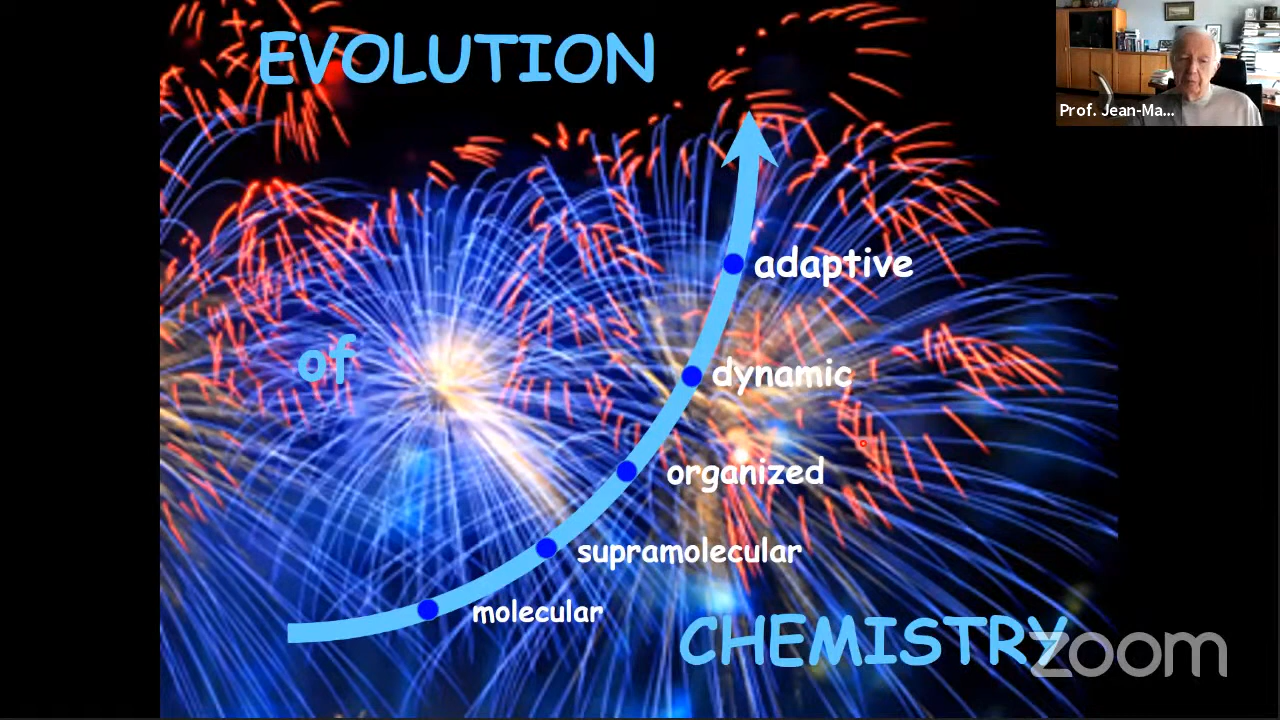 EVOLUTION
Prof. Jean-Ma...
adaptive
of
dynamic
organized
supramolecular
molecular
CHEMISTRY
zoom